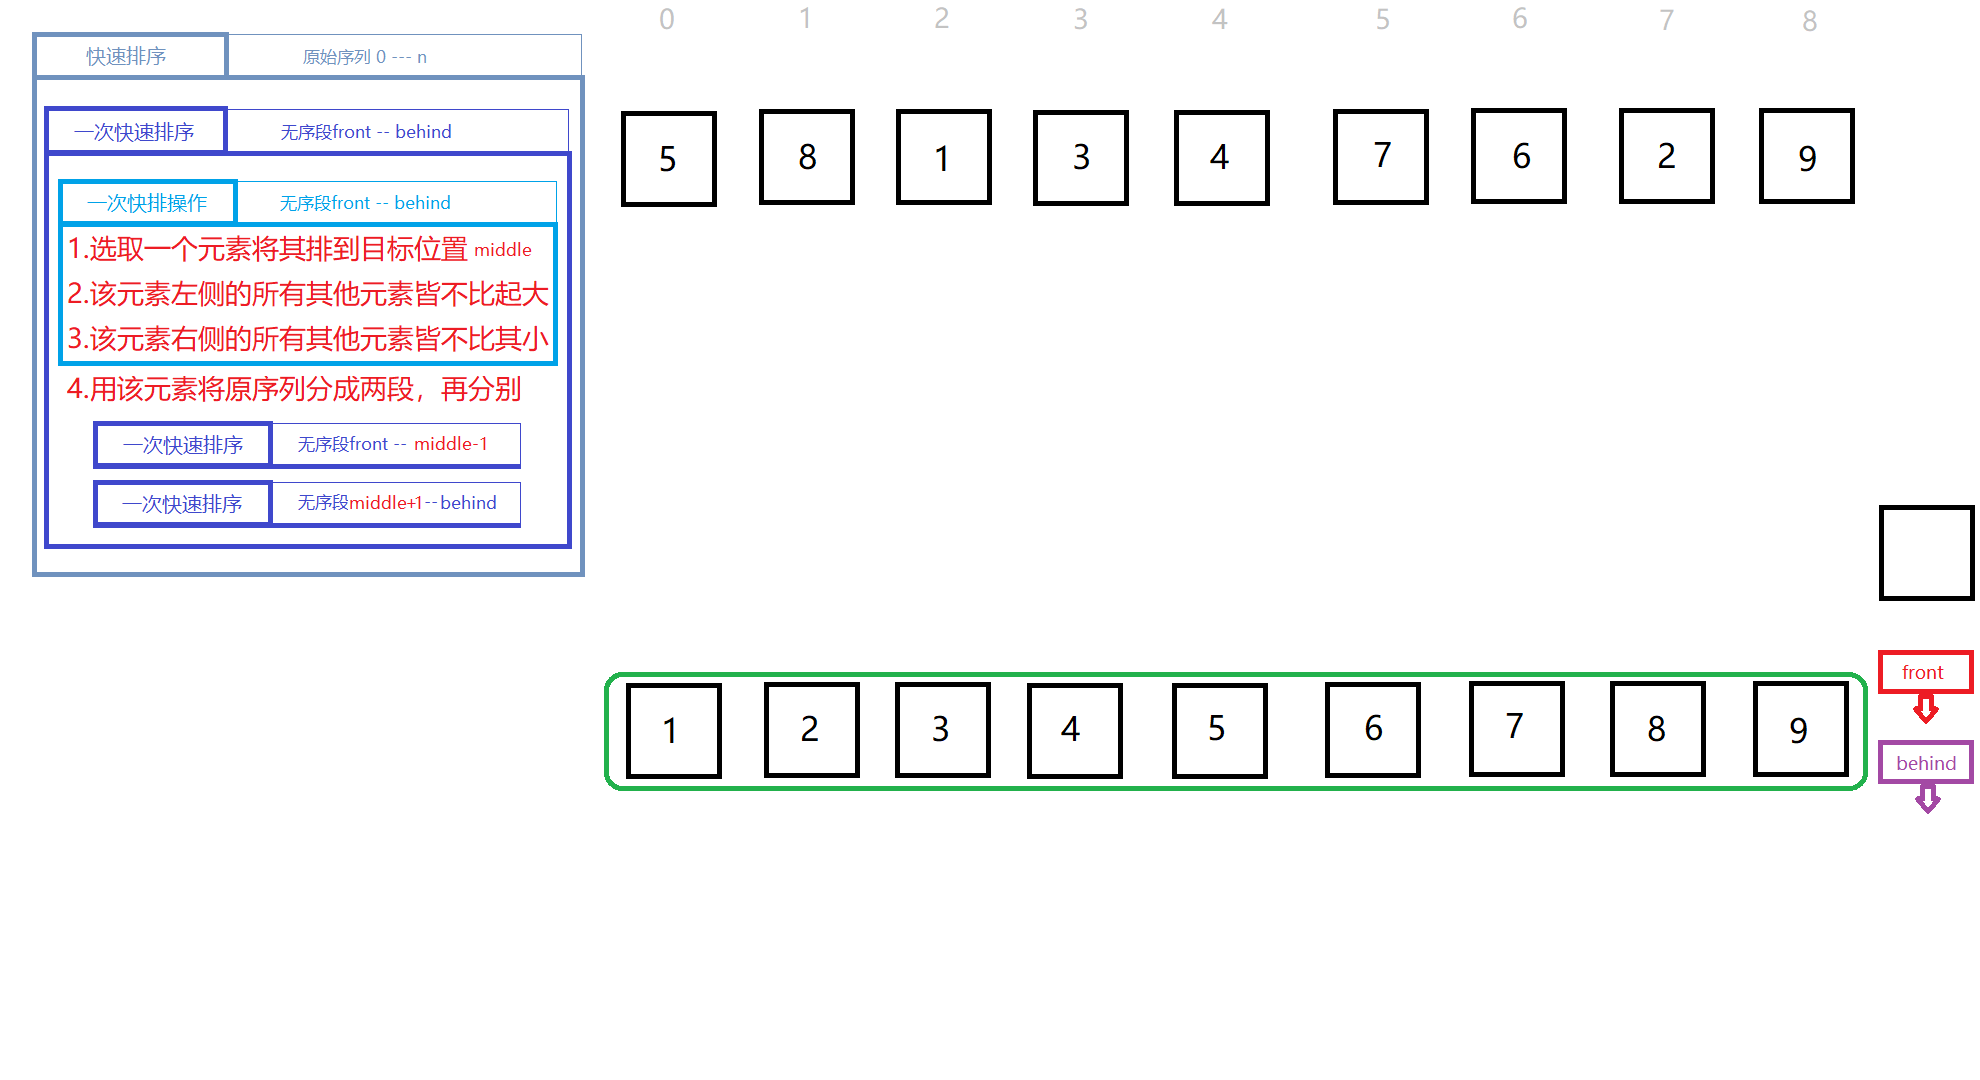 快速排序 原始序列 0 --- n
一次快速排序 无序段front -- behind
一次快排操作 无序段front -- behind
1.选取一个元素将其排到目标位置 middle
2.该元素左侧的所有其他元素皆不比起大
3.该元素右侧的所有其他元素皆不比其小
4.用该元素将原序列分成两段，再分别
一次快速排序 无序段front -- middle-1
一次快速排序 无序段middle+1--behind
0 1 2 3 4 5 6 7 8
5 8 1 3 4 7 6 2 9
1 2 3 4 5 6 7 8 9
front
behind